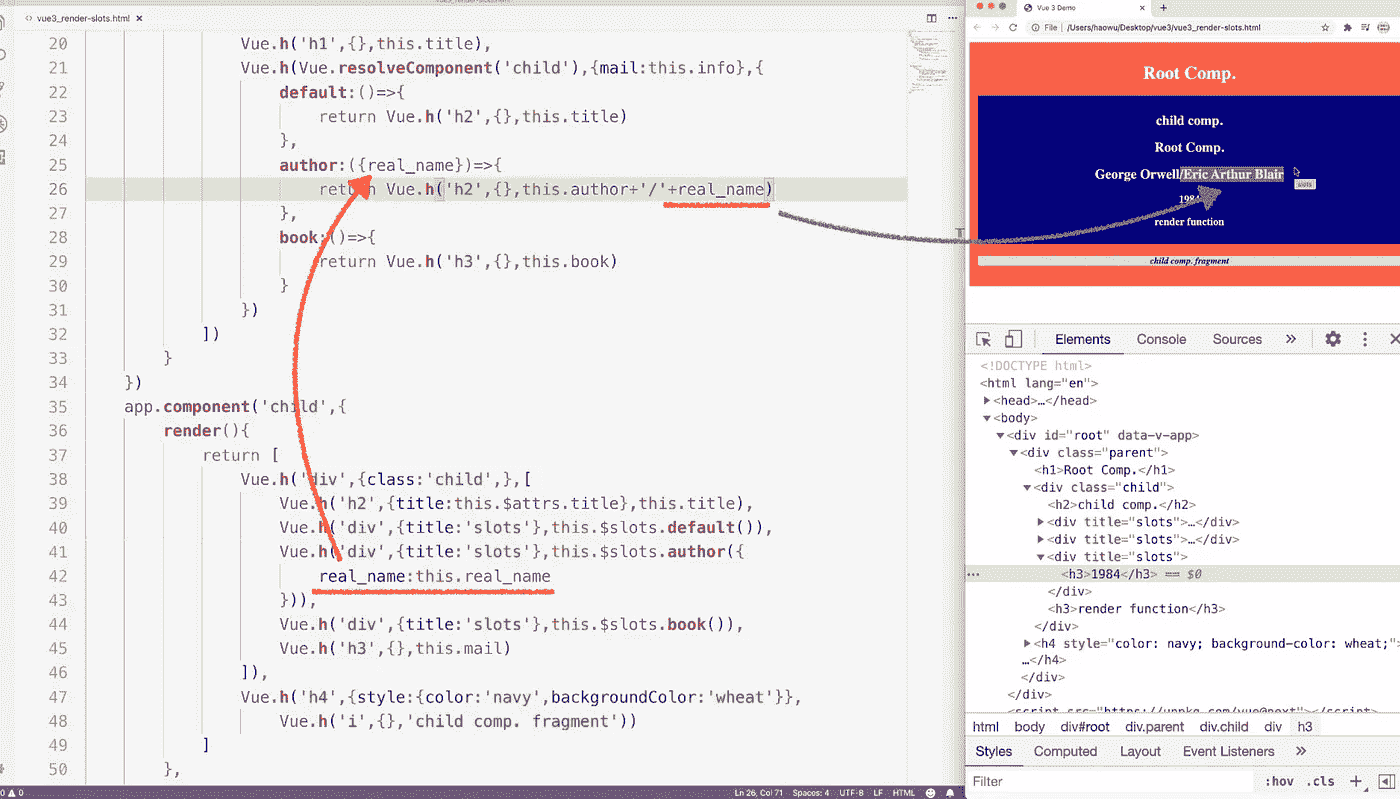 vue3_render-slots.html
20 Vue.h('h1',{},this.title),
21 Vue.h(Vue.resolveComponent('child'),{mail:this.info},{
22 default:()=>{
23 return Vue.h('h2',{},this.title)
24 },
25 author:({real_name})=>{
26 return Vue.h('h2',{},this.author+'/'+real_name)
27 },
28 book:()=>{
29 return Vue.h('h3',{},this.book)
30 }
31 })
32 ])
33 }
34 })
35 app.component('child',{
36 render(){
37 return [
38 Vue.h('div',{class:'child',},[
39 Vue.h('h2',{title:this.$attrs.title},this.title),
40 Vue.h('div',{title:'slots'},this.$slots.default()),
41 Vue.h('div',{title:'slots'},this.$slots.author({
42 real_name:this.real_name
43 })),
44 Vue.h('div',{title:'slots'},this.$slots.book()),
45 Vue.h('h3',{},this.mail)
46 ]),
47 Vue.h('h4',{style:{color:'navy',backgroundColor:'wheat'}},
48 Vue.h('i',{},'child comp. fragment'))
49 ]
50 },
0 0
Ln 26, Col 71 Spaces: 4 UTF-8 LF HTML
Vue 3 Demo
File | /Users/haowu/Desktop/vue3/vue3_render-slots.html
Root Comp.
child comp.
Root Comp.
George Orwell/Eric Arthur Blair
slots
1984
render function
child comp. fragment
Elements Console Sources »
<!DOCTYPE html>
<html lang="en">
<head>…</head>
<body>
<div id="root" data-v-app>
<div class="parent">
<h1>Root Comp.</h1>
<div class="child">
<h2>child comp.</h2>
<div title="slots">…</div>
<div title="slots">…</div>
<div title="slots">
<h3>1984</h3> == $0
</div>
<h3>render function</h3>
</div>
<h4 style="color: navy; background-color: wheat;">
…</h4>
</div>
</div>
<script src="https://unpkg.com/vue@next"></script>
html body div#root div.parent div.child div h3
Styles Computed Layout Event Listeners »
Filter :hov .cls +